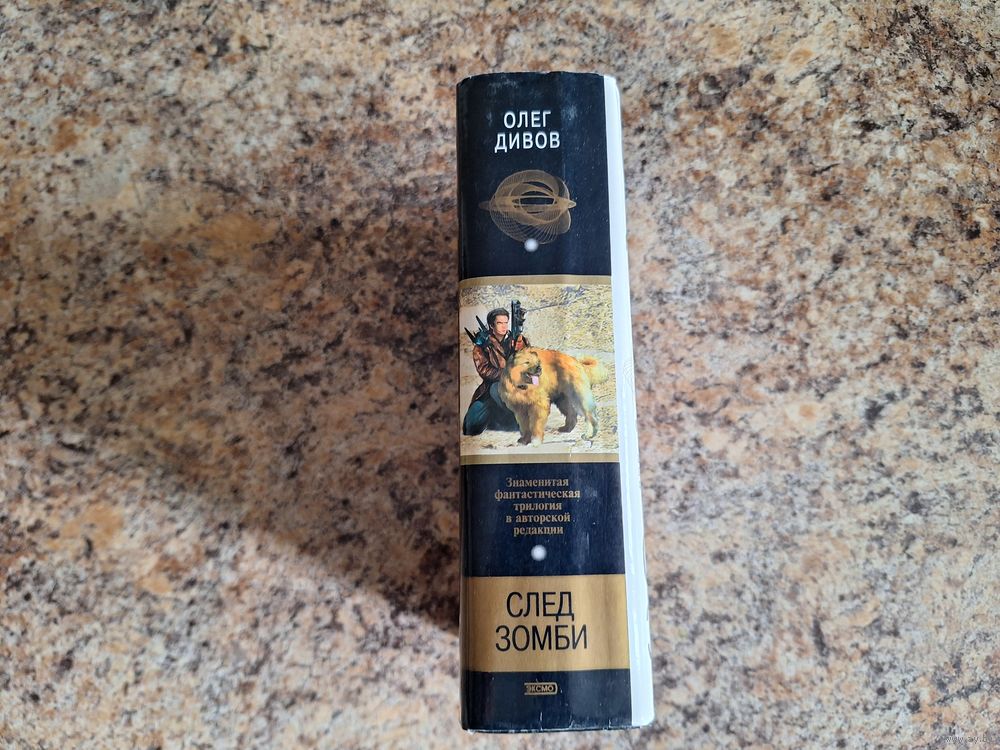 ОЛЕГ
ДИВОВ
Знаменитая
фантастическая
трилогия
в авторской
редакции
СЛЕД
ЗОМБИ
ЭКСМО